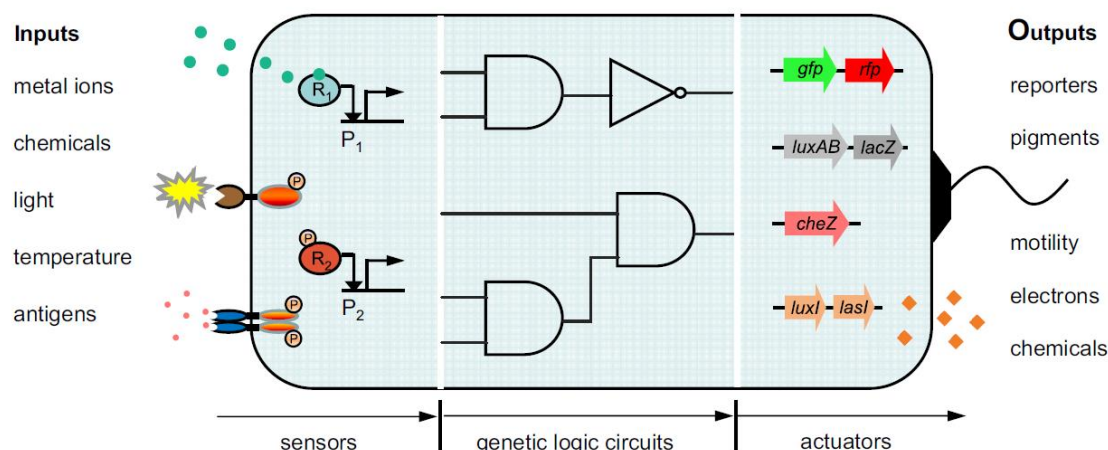 Inputs
metal ions
chemicals
light
temperature
antigens
R1
P1
P
P
R2
P2
P
P
gfp rfp
luxAB lacZ
cheZ
luxI lasI
Outputs
reporters
pigments
motility
electrons
chemicals
sensors
genetic logic circuits
actuators